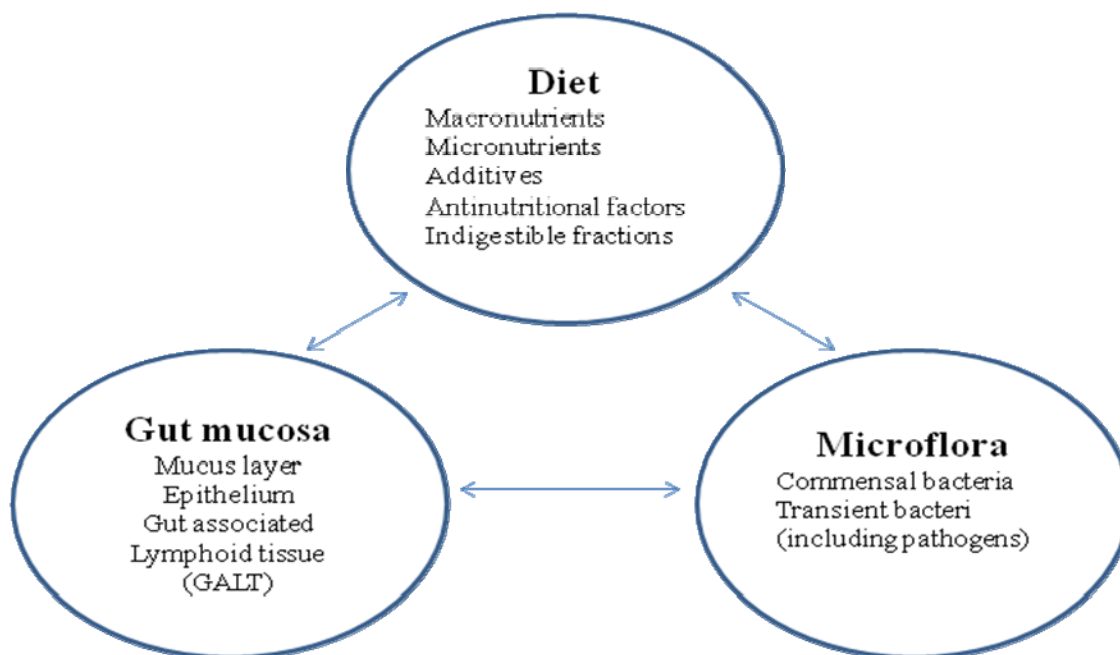 Diet
Macronutrients
Micronutrients
Additives
Antinutritional factors
Indigestible fractions
Gut mucosa
Mucus layer
Epithelium
Gut associated
Lymphoid tissue
(GALT)
Microflora
Commensal bacteria
Transient bacteri
(including pathogens)